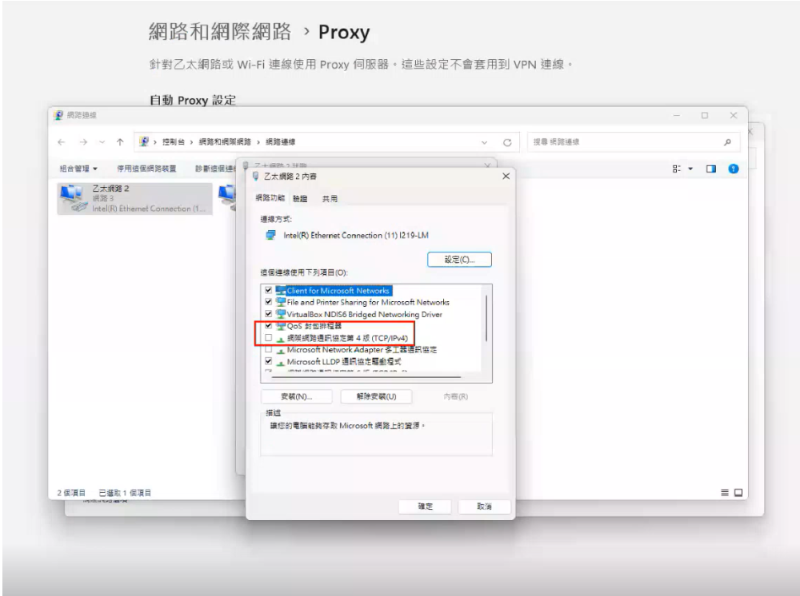 網路和網際網路 › Proxy
針對乙太網路或 Wi-Fi 連線使用 Proxy 伺服器。這些設定不會套用到 VPN 連線。
自動 Proxy 設定
網路連線
控制台 › 網路和網際網路 › 網路連線
搜尋 網路連線
組合管理 停用這個網路裝置 診斷這個連
乙太網路 2
網路 3
Intel(R) Ethernet Connection (1...
乙太網路 2 狀態
乙太網路 2 內容
網路功能 驗證 共用
連線方式:
Intel(R) Ethernet Connection (11) I219-LM
設定(C)...
這個連線使用下列項目(O):
Client for Microsoft Networks
File and Printer Sharing for Microsoft Networks
VirtualBox NDIS6 Bridged Networking Driver
QoS 封包排程器
網際網路通訊協定第 4 版 (TCP/IPv4)
Microsoft Network Adapter 多工器通訊協定
Microsoft LLDP 通訊協定驅動程式
安裝(N)... 解除安裝(U) 內容(R)
描述
讓您的電腦能夠存取 Microsoft 網路上的資源。
確定 取消
2 個項目 已選取 1 個項目